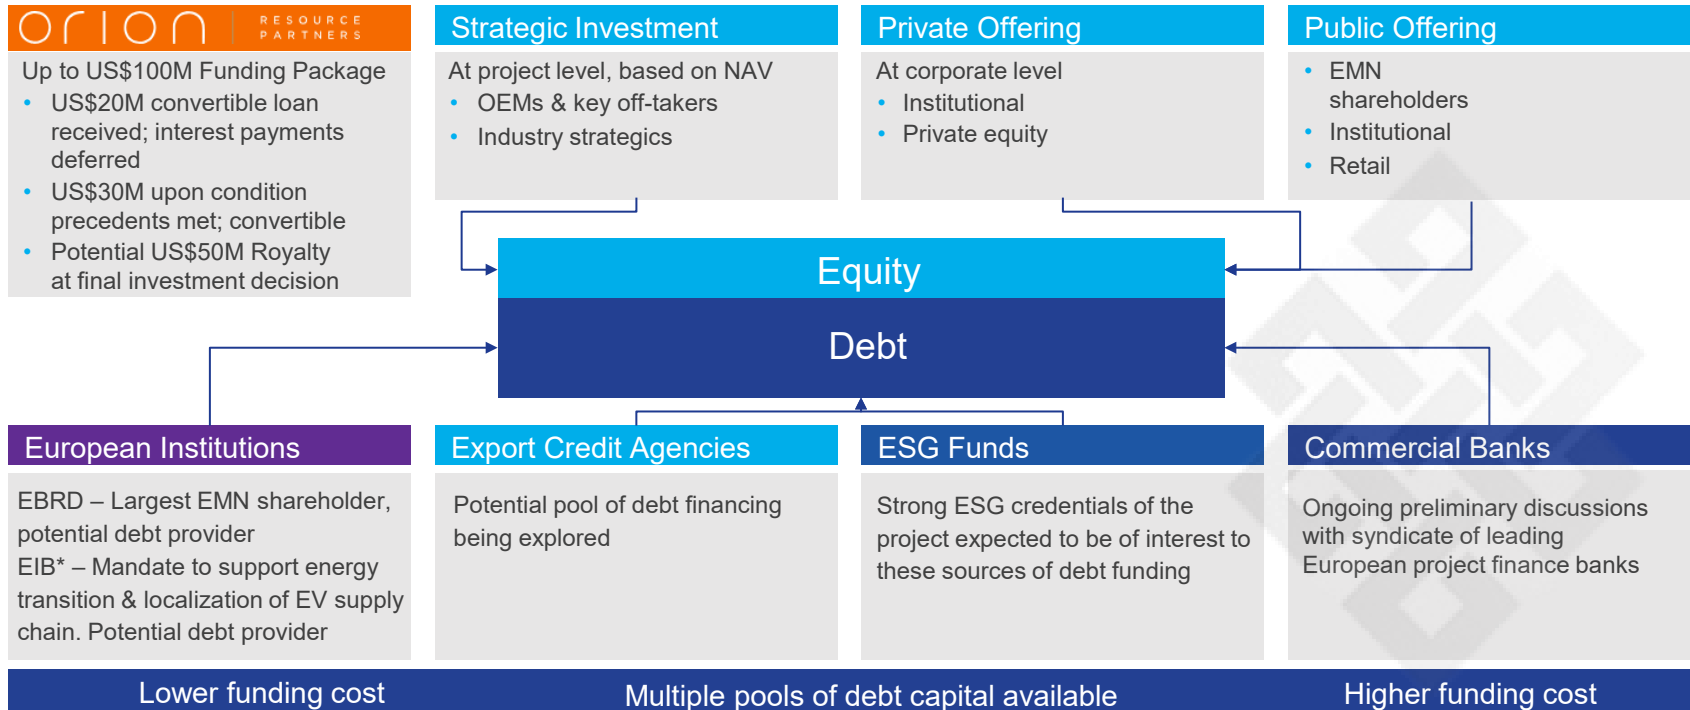 orion RESOURCE
PARTNERS
Up to US$100M Funding Package
• US$20M convertible loan
received; interest payments
deferred
• US$30M upon condition
precedents met; convertible
• Potential US$50M Royalty
at final investment decision
Strategic Investment
At project level, based on NAV
• OEMs & key off-takers
• Industry strategics
Private Offering
At corporate level
• Institutional
• Private equity
Public Offering
• EMN
shareholders
• Institutional
• Retail
Equity
Debt
European Institutions
EBRD – Largest EMN shareholder,
potential debt provider
EIB* – Mandate to support energy
transition & localization of EV supply
chain. Potential debt provider
Export Credit Agencies
Potential pool of debt financing
being explored
ESG Funds
Strong ESG credentials of the
project expected to be of interest to
these sources of debt funding
Commercial Banks
Ongoing preliminary discussions
with syndicate of leading
European project finance banks
Lower funding cost
Multiple pools of debt capital available
Higher funding cost